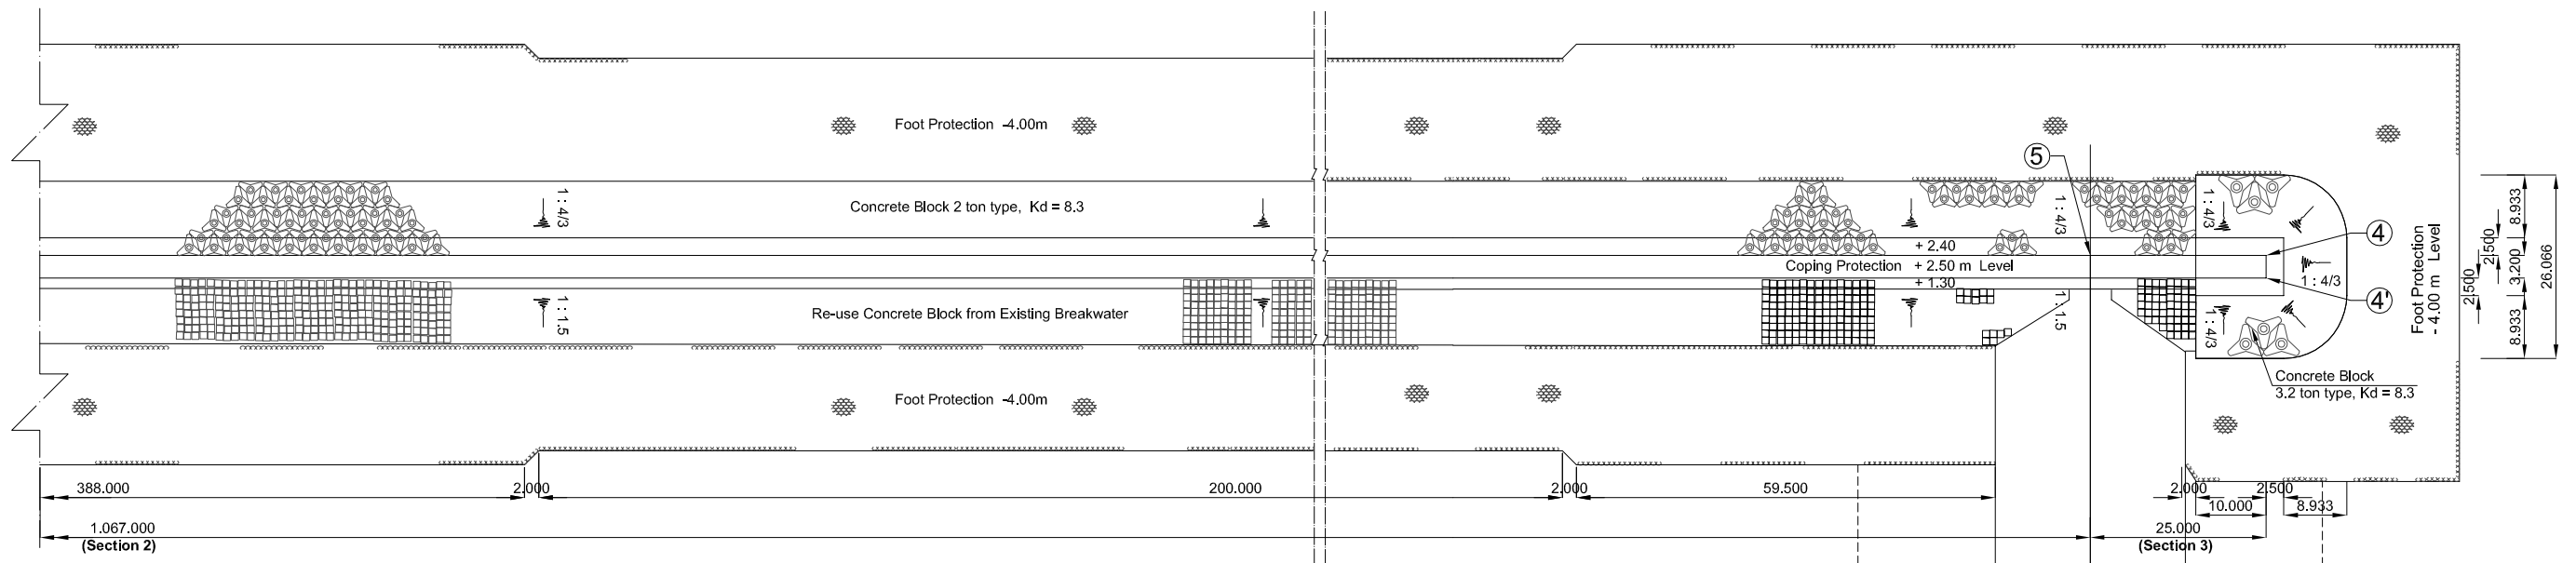 Foot Protection -4.00m
5
1 : 4/3
Concrete Block 2 ton type, Kd = 8.3
1 : 4/3
1 : 4/3
+ 2.40
Coping Protection + 2.50 m Level
+ 1.30
4
1 : 4/3
4'
Foot Protection
- 4.00 m Level
8.933
2.500
3.200
2.500
8.933
26.066
1 : 1.5
Re-use Concrete Block from Existing Breakwater
1 : 1.5
1 : 4/3
Concrete Block
3.2 ton type, Kd = 8.3
Foot Protection -4.00m
388.000
2.000
200.000
2.000
59.500
2.000
2.500
10.000
8.933
1.067.000
(Section 2)
25.000
(Section 3)